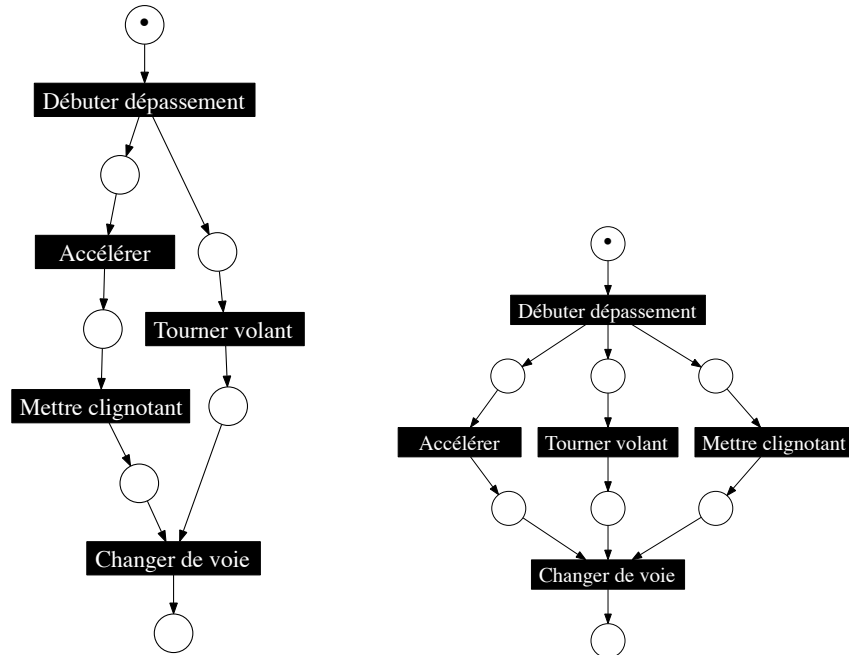 Débuter dépassement
Accélérer
Tourner volant
Mettre clignotant
Changer de voie
Débuter dépassement
Accélérer
Tourner volant
Mettre clignotant
Changer de voie